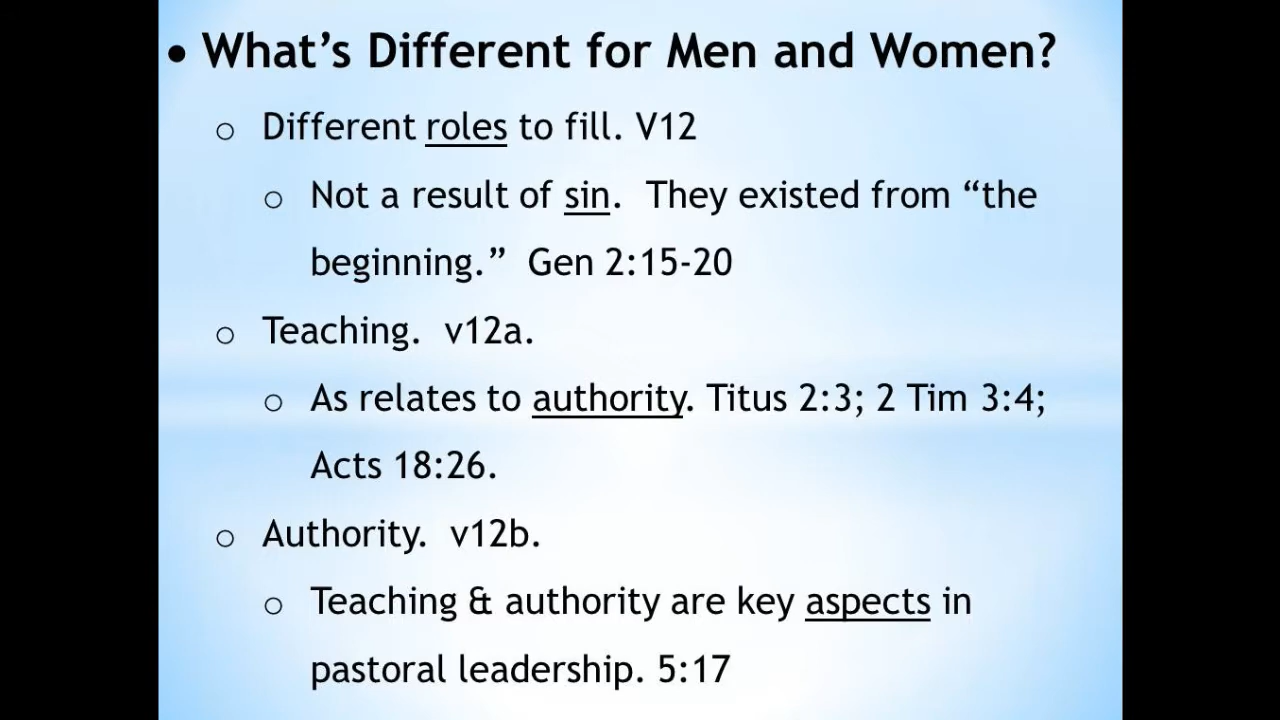 • What’s Different for Men and Women?
o Different roles to fill. V12
o Not a result of sin. They existed from “the
beginning.” Gen 2:15-20
o Teaching. v12a.
o As relates to authority. Titus 2:3; 2 Tim 3:4;
Acts 18:26.
o Authority. v12b.
o Teaching & authority are key aspects in
pastoral leadership. 5:17